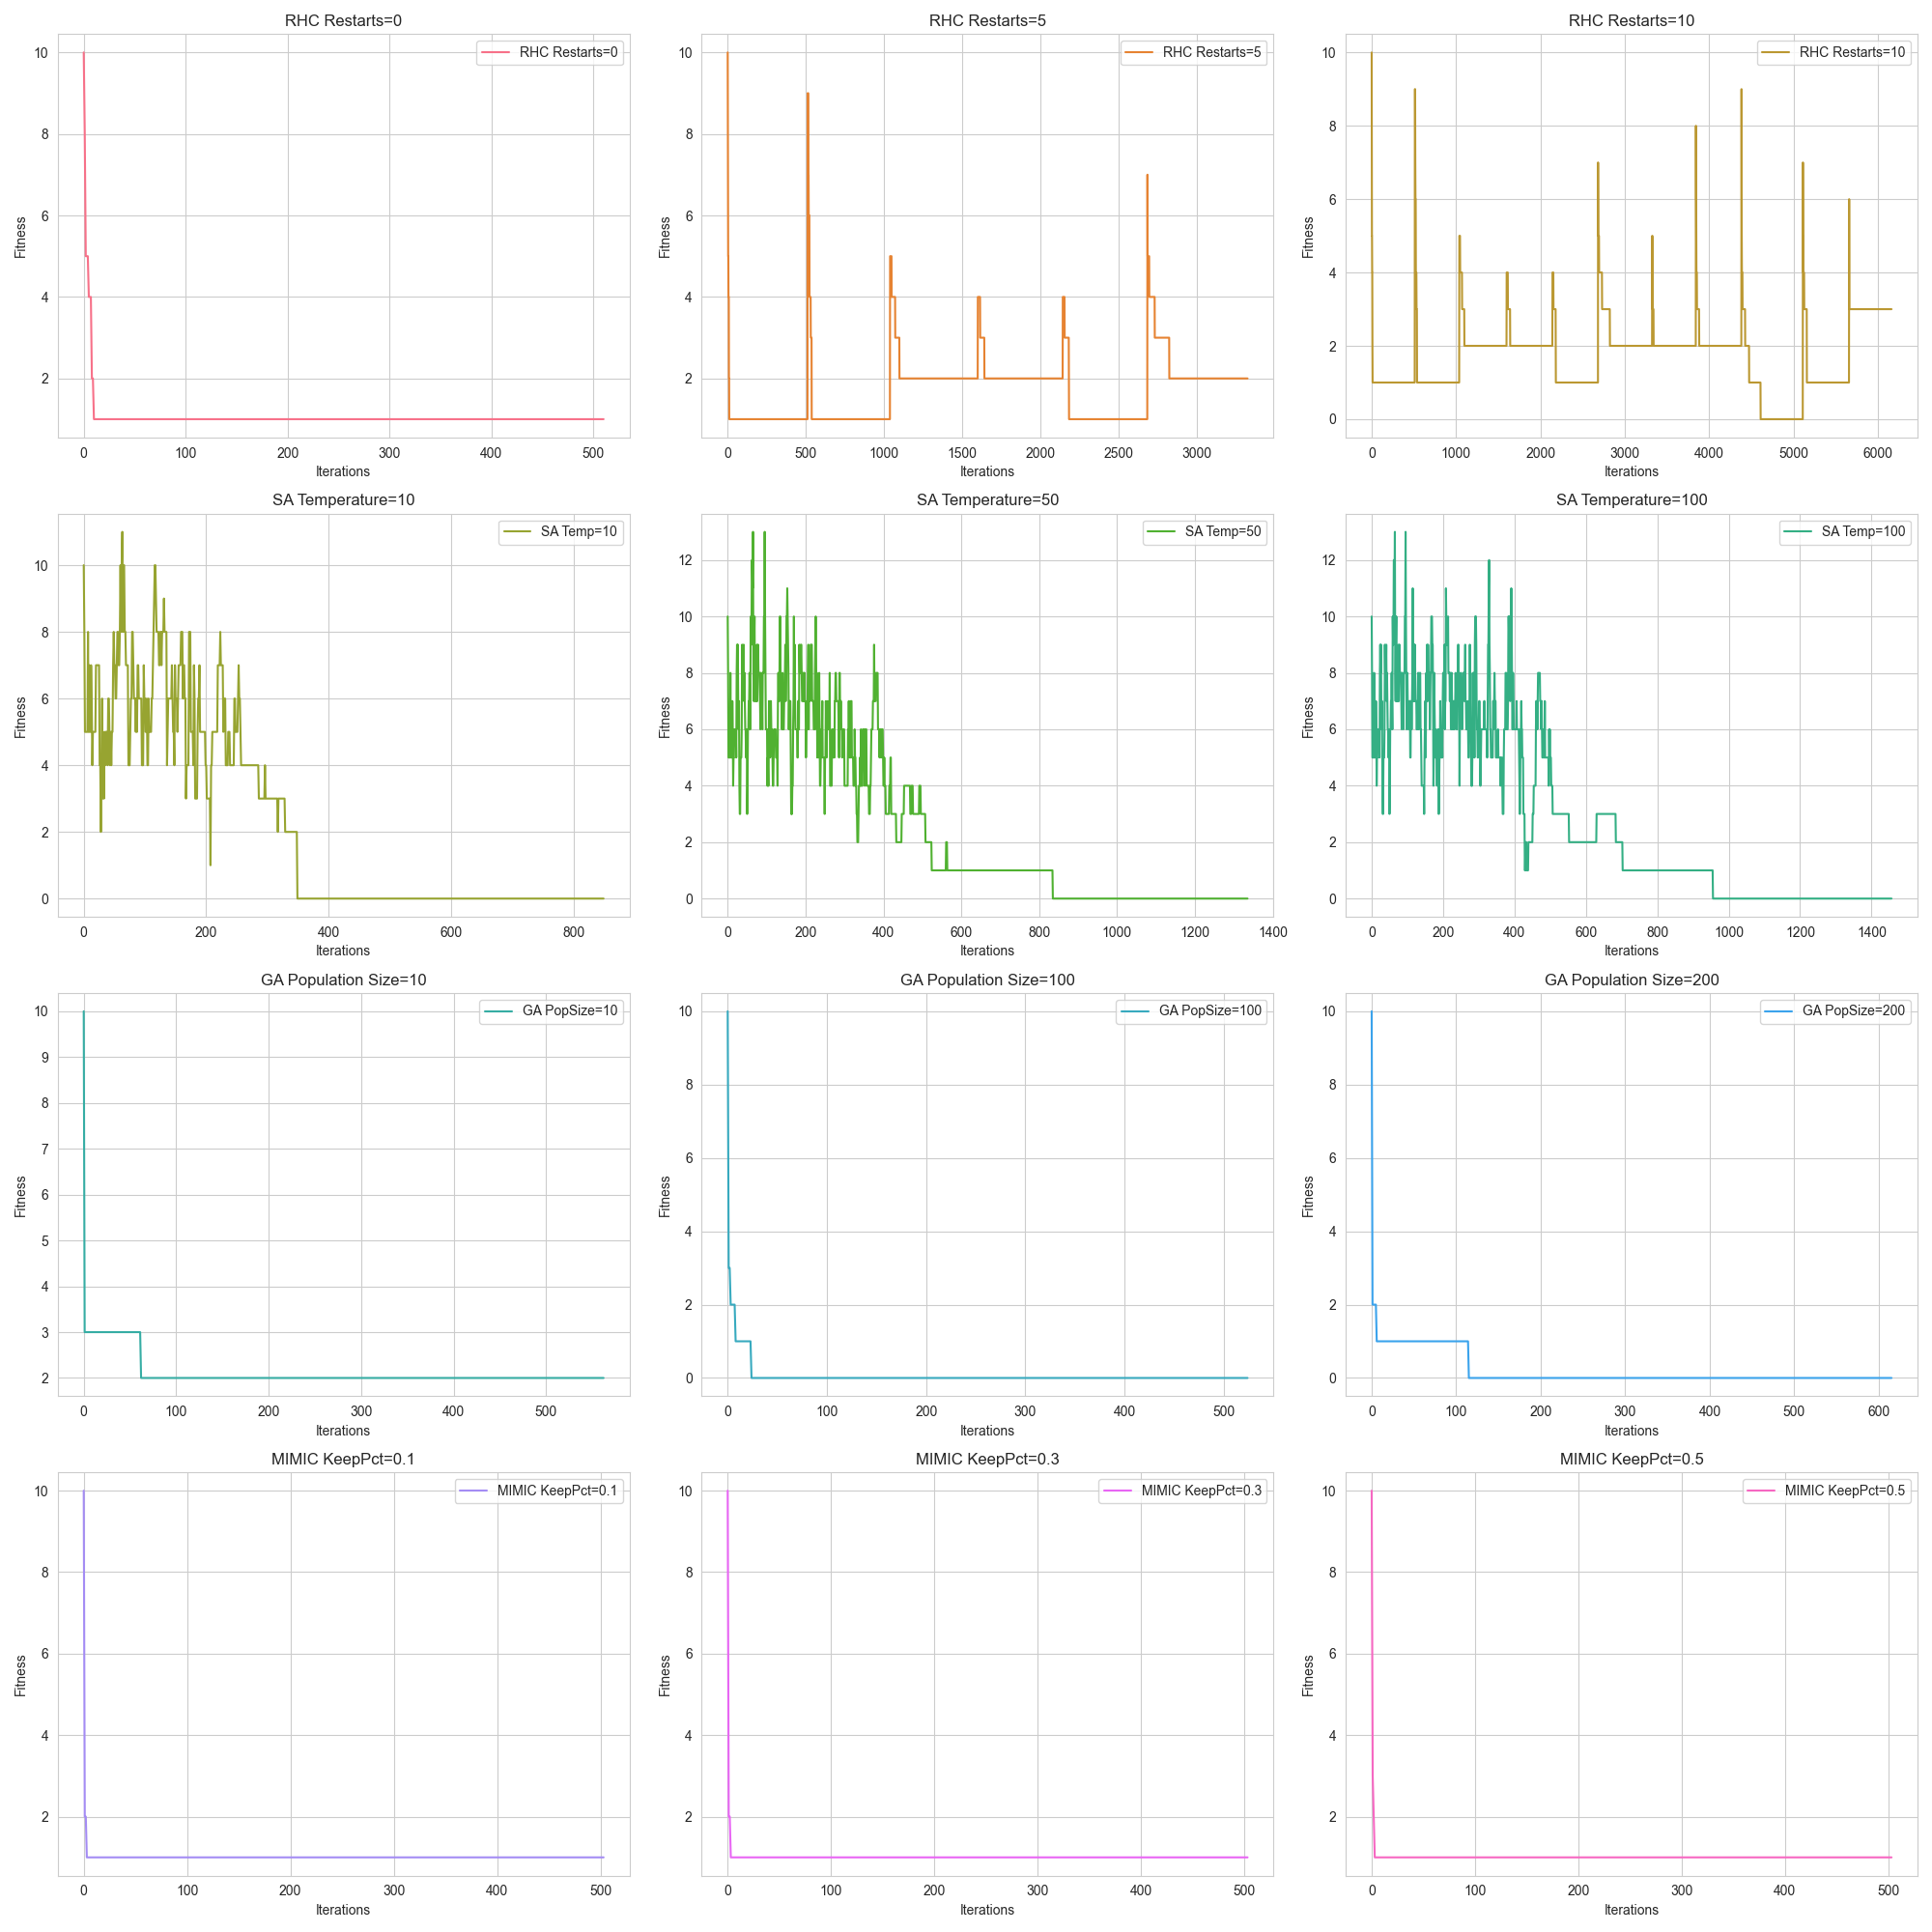 RHC Restarts=0
RHC Restarts=0
Fitness
10
8
6
4
2
0 100 200 300 400 500
Iterations
RHC Restarts=5
RHC Restarts=5
Fitness
10
8
6
4
2
0 500 1000 1500 2000 2500 3000
Iterations
RHC Restarts=10
RHC Restarts=10
Fitness
10
8
6
4
2
0
0 1000 2000 3000 4000 5000 6000
Iterations
SA Temperature=10
SA Temp=10
Fitness
10
8
6
4
2
0
0 200 400 600 800
Iterations
SA Temperature=50
SA Temp=50
Fitness
12
10
8
6
4
2
0
0 200 400 600 800 1000 1200 1400
Iterations
SA Temperature=100
SA Temp=100
Fitness
12
10
8
6
4
2
0
0 200 400 600 800 1000 1200 1400
Iterations
GA Population Size=10
GA PopSize=10
Fitness
10
9
8
7
6
5
4
3
2
0 100 200 300 400 500
Iterations
GA Population Size=100
GA PopSize=100
Fitness
10
8
6
4
2
0
0 100 200 300 400 500
Iterations
GA Population Size=200
GA PopSize=200
Fitness
10
8
6
4
2
0
0 100 200 300 400 500 600
Iterations
MIMIC KeepPct=0.1
MIMIC KeepPct=0.1
Fitness
10
8
6
4
2
0 100 200 300 400 500
Iterations
MIMIC KeepPct=0.3
MIMIC KeepPct=0.3
Fitness
10
8
6
4
2
0 100 200 300 400 500
Iterations
MIMIC KeepPct=0.5
MIMIC KeepPct=0.5
Fitness
10
8
6
4
2
0 100 200 300 400 500
Iterations